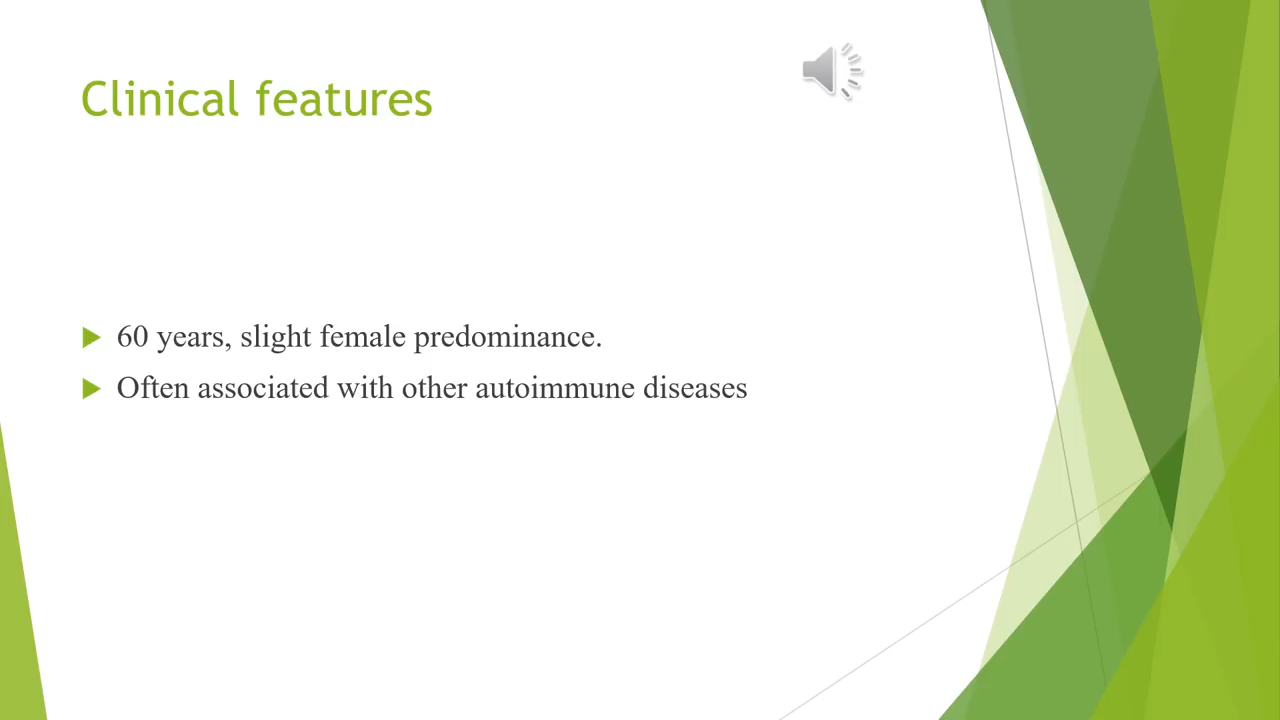 Clinical features
60 years, slight female predominance.
Often associated with other autoimmune diseases